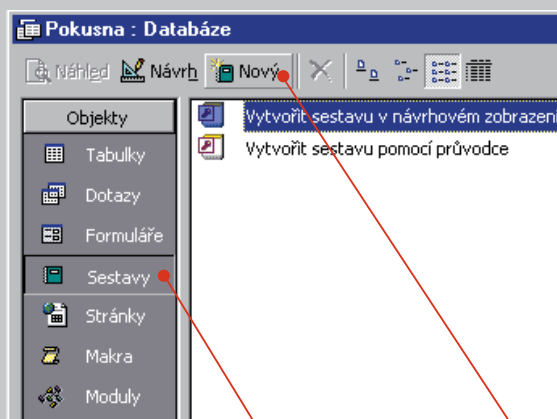 Pokusna : Databáze
Náhled Návrh Nový
Objekty
Tabulky
Dotazy
Formuláře
Sestavy
Stránky
Makra
Moduly
Vytvořit sestavu v návrhovém zobrazení
Vytvořit sestavu pomocí průvodce